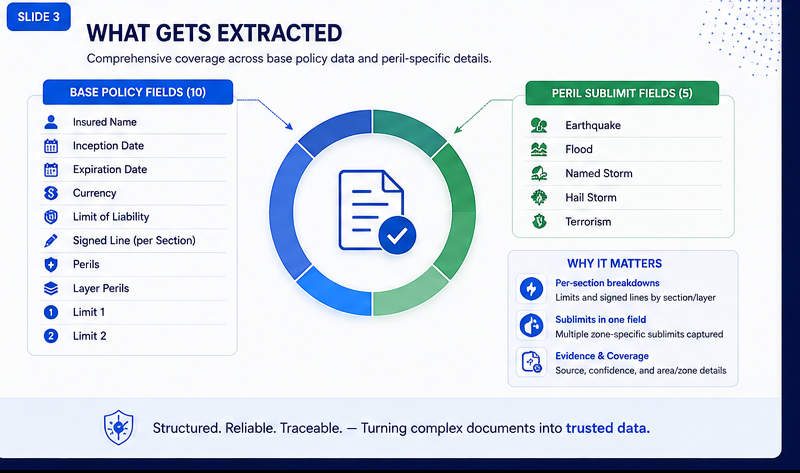 SLIDE 3
WHAT GETS EXTRACTED
Comprehensive coverage across base policy data and peril-specific details.
BASE POLICY FIELDS (10)
Insured Name
Inception Date
Expiration Date
Currency
Limit of Liability
Signed Line (per Section)
Perils
Layer Perils
1 Limit 1
2 Limit 2
PERIL SUBLIMIT FIELDS (5)
Earthquake
Flood
Named Storm
Hail Storm
Terrorism
WHY IT MATTERS
Per-section breakdowns
Limits and signed lines by section/layer
Sublimits in one field
Multiple zone-specific sublimits captured
Evidence & Coverage
Source, confidence, and area/zone details
Structured. Reliable. Traceable. — Turning complex documents into trusted data.